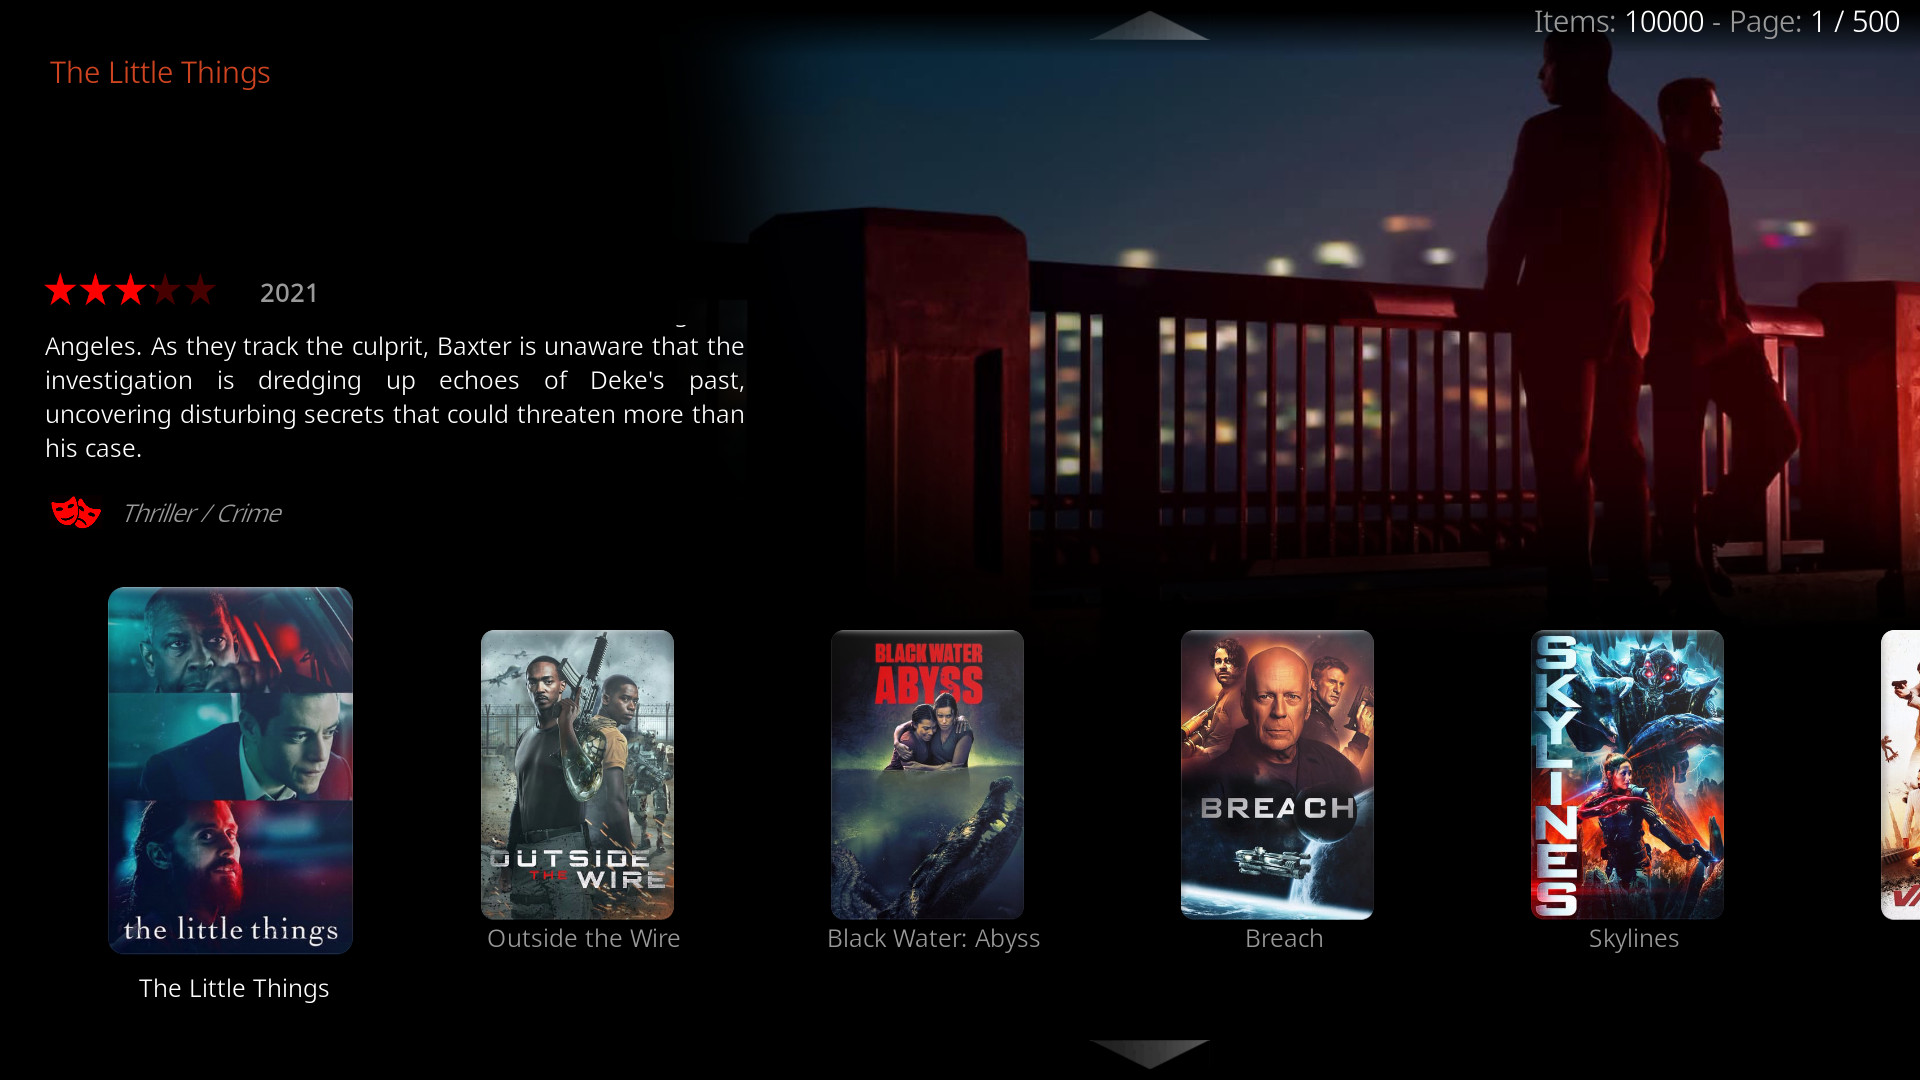 Items: 10000 - Page: 1 / 500
The Little Things
2021
Angeles. As they track the culprit, Baxter is unaware that the
investigation is dredging up echoes of Deke's past,
uncovering disturbing secrets that could threaten more than
his case.
Thriller / Crime
the little things
The Little Things
OUTSIDE
THE WIRE
Outside the Wire
BLACK WATER
ABYSS
Black Water: Abyss
BREACH
Breach
SKYLINES
Skylines